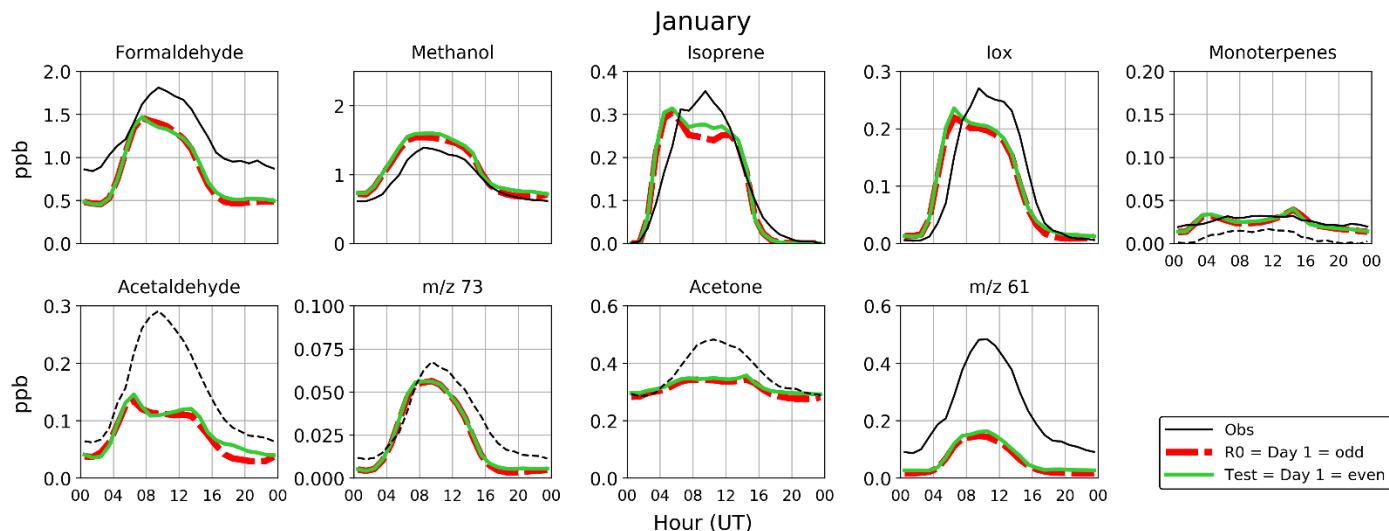 January
Formaldehyde
Methanol
Isoprene
Iox
Monoterpenes
ppb
2.0
1.5
1.0
0.5
0.0
2
1
0
0.4
0.3
0.2
0.1
0.0
0.3
0.2
0.1
0.0
0.20
0.15
0.10
0.05
0.00
00 04 08 12 16 20 00
Acetaldehyde
m/z 73
Acetone
m/z 61
ppb
0.3
0.2
0.1
0.0
00 04 08 12 16 20 00
0.100
0.075
0.050
0.025
0.000
00 04 08 12 16 20 00
0.6
0.4
0.2
0.0
00 04 08 12 16 20 00
0.6
0.4
0.2
0.0
00 04 08 12 16 20 00
Hour (UT)
Obs
R0 = Day 1 = odd
Test = Day 1 = even